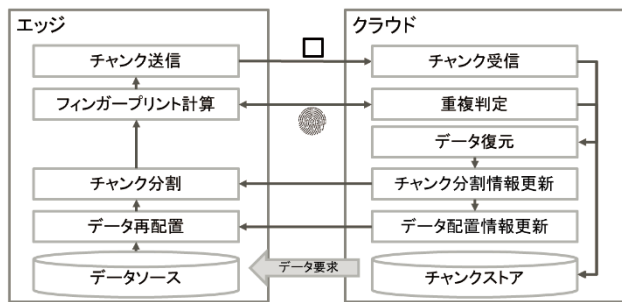 エッジ
チャンク送信
フィンガープリント計算
チャンク分割
データ再配置
データソース
データ要求
クラウド
チャンク受信
重複判定
データ復元
チャンク分割情報更新
データ配置情報更新
チャンクストア